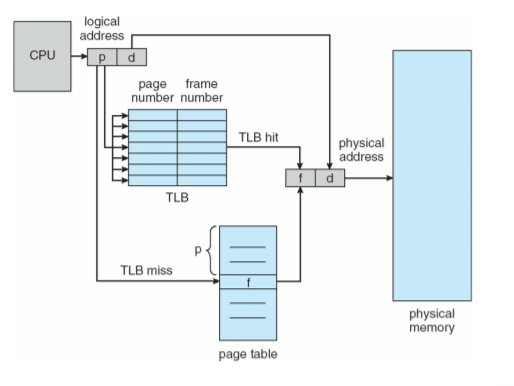 logical
address
CPU
p d
page frame
number number
TLB hit
physical
address
f d
TLB
p
TLB miss
f
page table
physical
memory